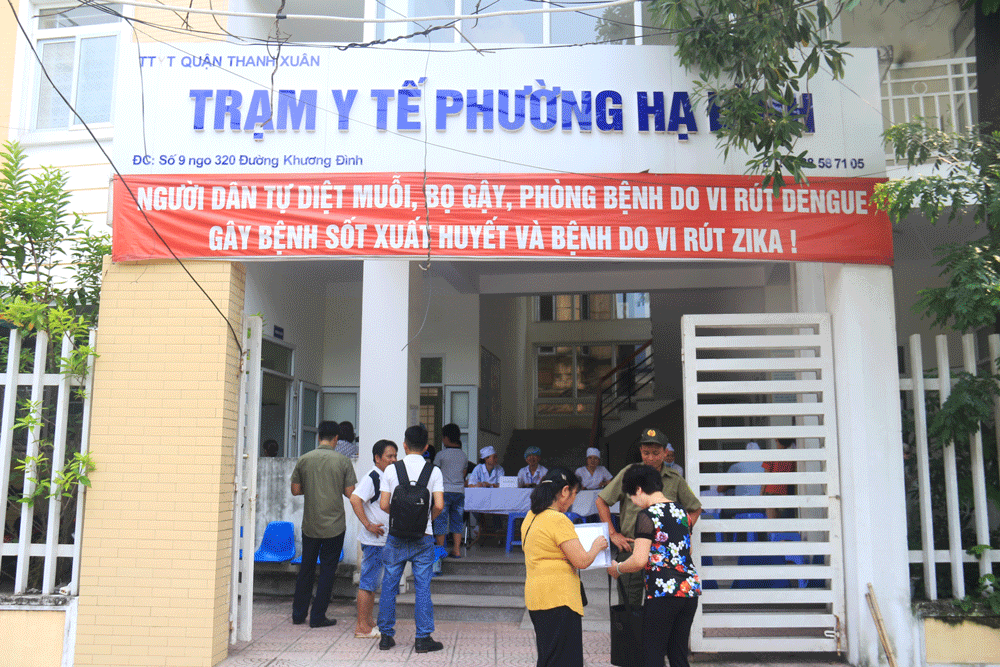 TTYT QUẬN THANH XUÂN
TRẠM Y TẾ PHƯỜNG HẠ
ĐC: Số 9 ngo 320 Đường Khương Đình
58 71 05
NGƯỜI DÂN TỰ DIỆT MUỖI, BỌ GẬY, PHÒNG BỆNH DO VI RÚT DENGUE
GÂY BỆNH SỐT XUẤT HUYẾT VÀ BỆNH DO VI RÚT ZIKA !